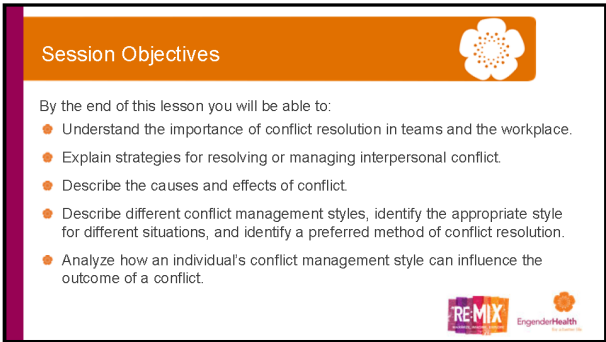 Session Objectives
By the end of this lesson you will be able to:
Understand the importance of conflict resolution in teams and the workplace.
Explain strategies for resolving or managing interpersonal conflict.
Describe the causes and effects of conflict.
Describe different conflict management styles, identify the appropriate style
for different situations, and identify a preferred method of conflict resolution.
Analyze how an individual's conflict management style can influence the
outcome of a conflict.
RE:MIX
EngenderHealth